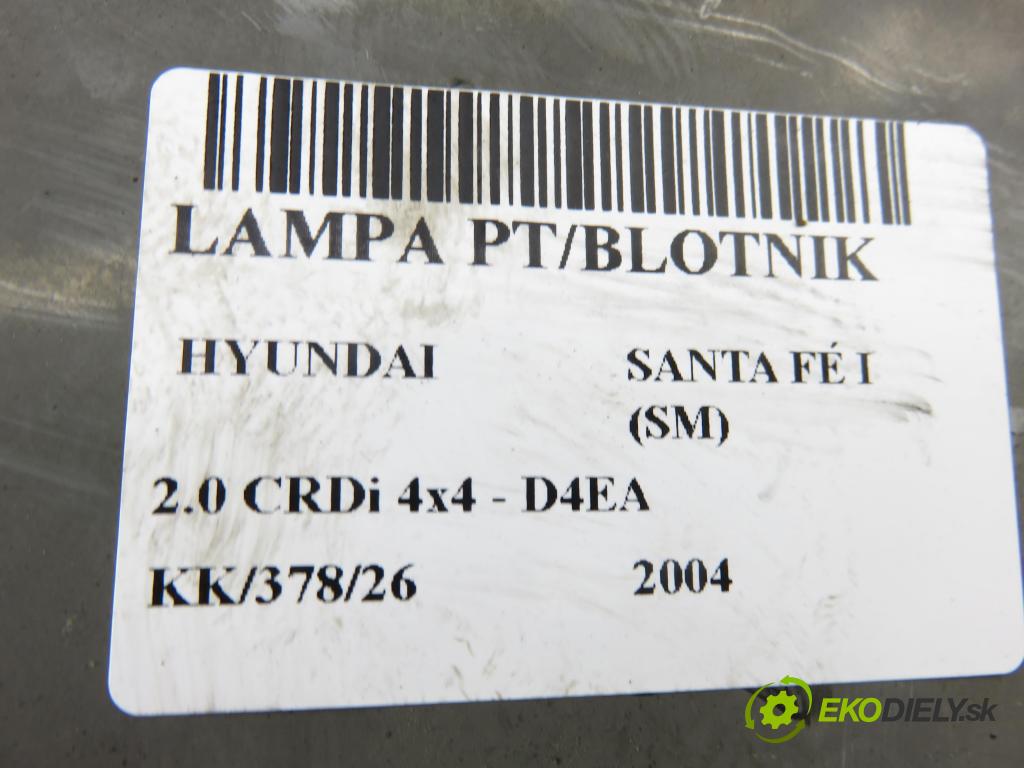 LAMPA PT/BLOTNIK
HYUNDAI SANTA FÉ I
(SM)
2.0 CRDi 4x4 - D4EA
KK/378/26 2004
EKODIELY.sk